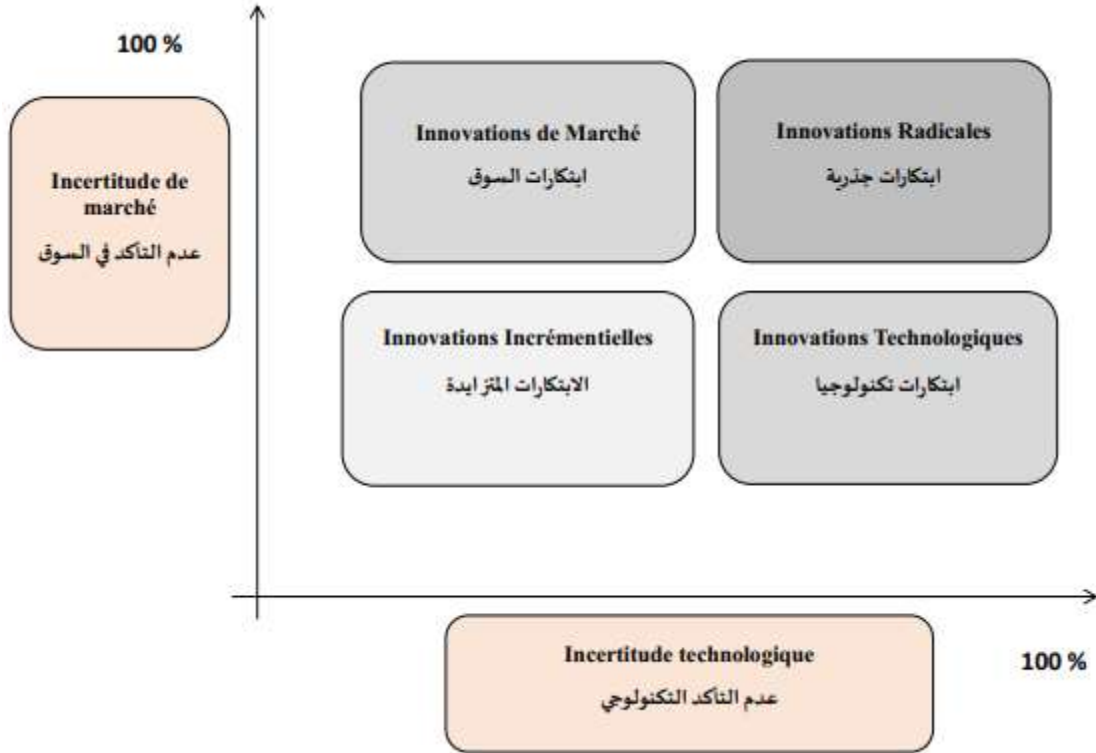 100 %
Incertitude de
marché
عدم التأكد في السوق
Innovations de Marché
ابتكارات السوق
Innovations Radicales
ابتكارات جذرية
Innovations Incrémentielles
الابتكارات المتزايدة
Innovations Technologiques
ابتكارات تكنولوجيا
Incertitude technologique
عدم التأكد التكنولوجي
100 %